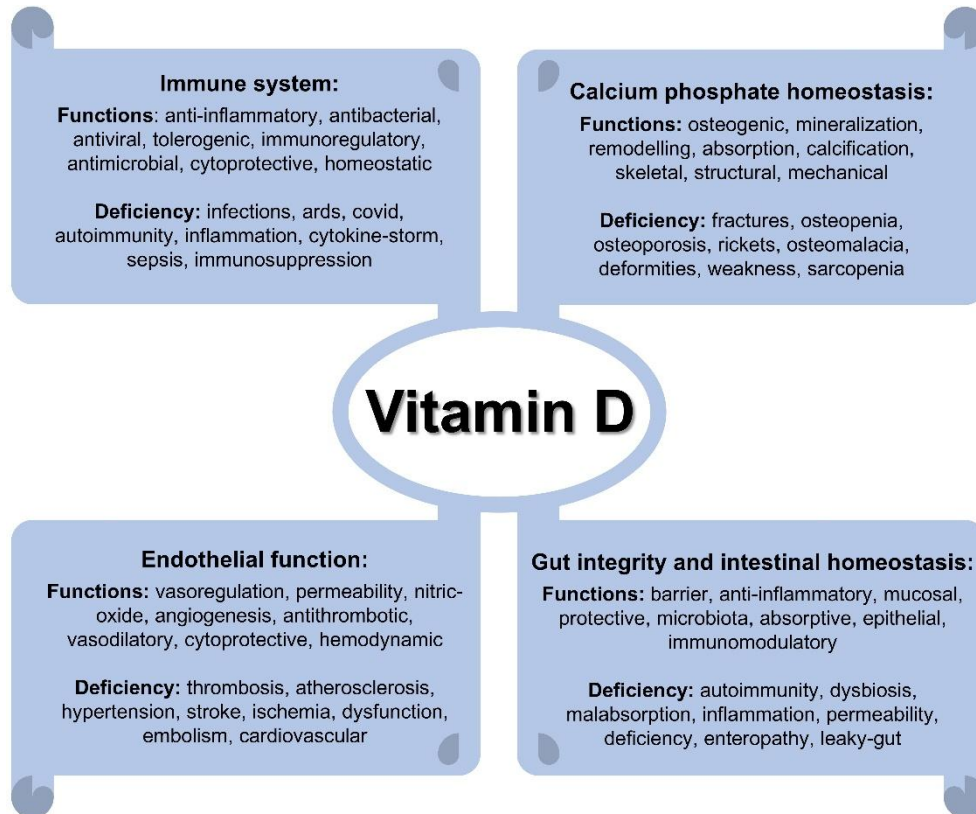 Immune system:
Functions: anti-inflammatory, antibacterial,
antiviral, tolerogenic, immunoregulatory,
antimicrobial, cytoprotective, homeostatic
Deficiency: infections, ards, covid,
autoimmunity, inflammation, cytokine-storm,
sepsis, immunosuppression
Calcium phosphate homeostasis:
Functions: osteogenic, mineralization,
remodelling, absorption, calcification,
skeletal, structural, mechanical
Deficiency: fractures, osteopenia,
osteoporosis, rickets, osteomalacia,
deformities, weakness, sarcopenia
Vitamin D
Endothelial function:
Functions: vasoregulation, permeability, nitric-
oxide, angiogenesis, antithrombotic,
vasodilatory, cytoprotective, hemodynamic
Deficiency: thrombosis, atherosclerosis,
hypertension, stroke, ischemia, dysfunction,
embolism, cardiovascular
Gut integrity and intestinal homeostasis:
Functions: barrier, anti-inflammatory, mucosal,
protective, microbiota, absorptive, epithelial,
immunomodulatory
Deficiency: autoimmunity, dysbiosis,
malabsorption, inflammation, permeability,
deficiency, enteropathy, leaky-gut